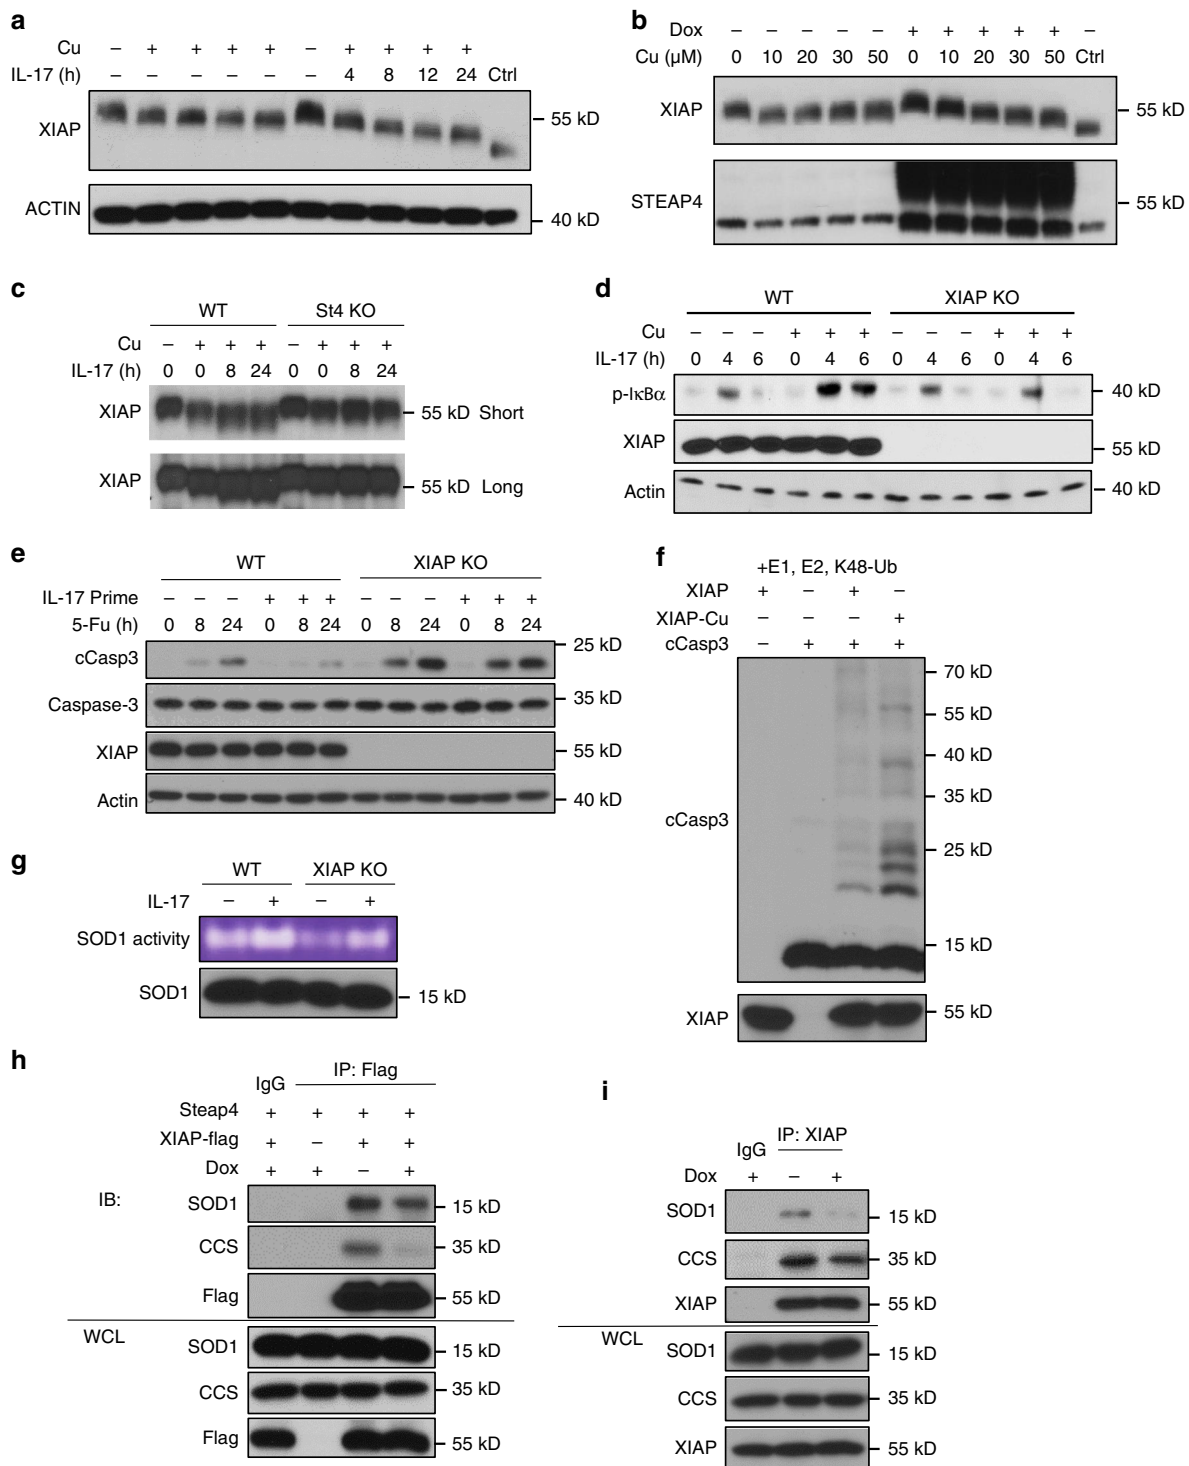 a
Cu – + + + + – + + + +
IL-17 (h) – – – – – – 4 8 12 24 Ctrl
XIAP
55 kD
ACTIN
40 kD
b
Dox – – – – – + + + + + –
Cu (µM) 0 10 20 30 50 0 10 20 30 50 Ctrl
XIAP
55 kD
STEAP4
55 kD
c
WT St4 KO
Cu – + + + – + + +
IL-17 (h) 0 0 8 24 0 0 8 24
XIAP 55 kD Short
XIAP 55 kD Long
d
WT XIAP KO
Cu – – – + + + – – – + + +
IL-17 (h) 0 4 6 0 4 6 0 4 6 0 4 6
p-IκBα 40 kD
XIAP 55 kD
Actin 40 kD
e
WT XIAP KO
IL-17 Prime – – – + + + – – – + + +
5-Fu (h) 0 8 24 0 8 24 0 8 24 0 8 24
25 kD
cCasp3
Caspase-3 35 kD
XIAP 55 kD
Actin 40 kD
f
+E1, E2, K48-Ub
XIAP + – + –
XIAP-Cu – – – +
cCasp3 – + + +
70 kD
55 kD
40 kD
35 kD
cCasp3
25 kD
15 kD
XIAP 55 kD
g
WT XIAP KO
IL-17 – + – +
SOD1 activity
SOD1 15 kD
h
IgG IP: Flag
Steap4 + + + +
XIAP-flag + – + +
Dox + + – +
IB: SOD1 15 kD
CCS 35 kD
Flag 55 kD
WCL
SOD1 15 kD
CCS 35 kD
Flag 55 kD
i
IgG IP: XIAP
Dox + – +
SOD1 15 kD
CCS 35 kD
XIAP 55 kD
WCL
SOD1 15 kD
CCS 35 kD
XIAP 55 kD